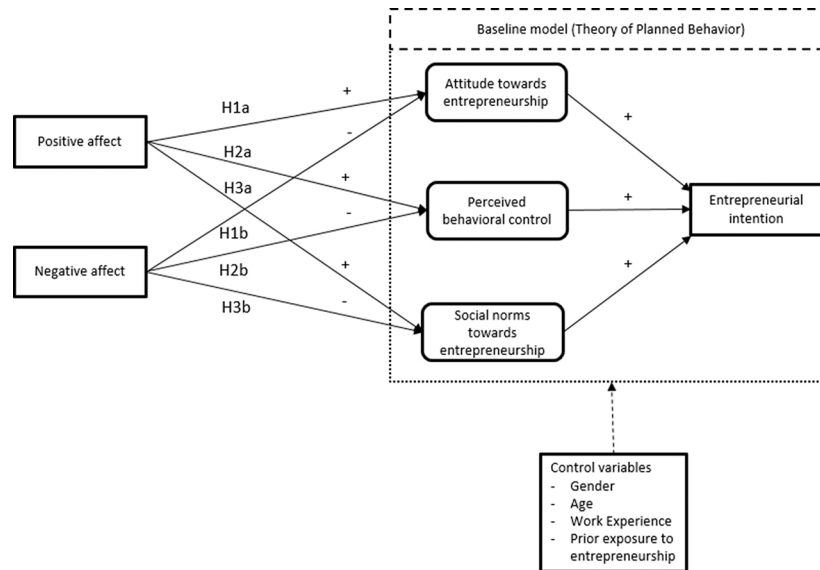 Baseline model (Theory of Planned Behavior)
Attitude towards
entrepreneurship
+
H1a
-
+
Positive affect
H2a
+
H3a
-
Perceived
behavioral control
+
Entrepreneurial
intention
H1b
Negative affect
H2b
+
+
H3b
-
Social norms
towards
entrepreneurship
Control variables
- Gender
- Age
- Work Experience
- Prior exposure to
entrepreneurship